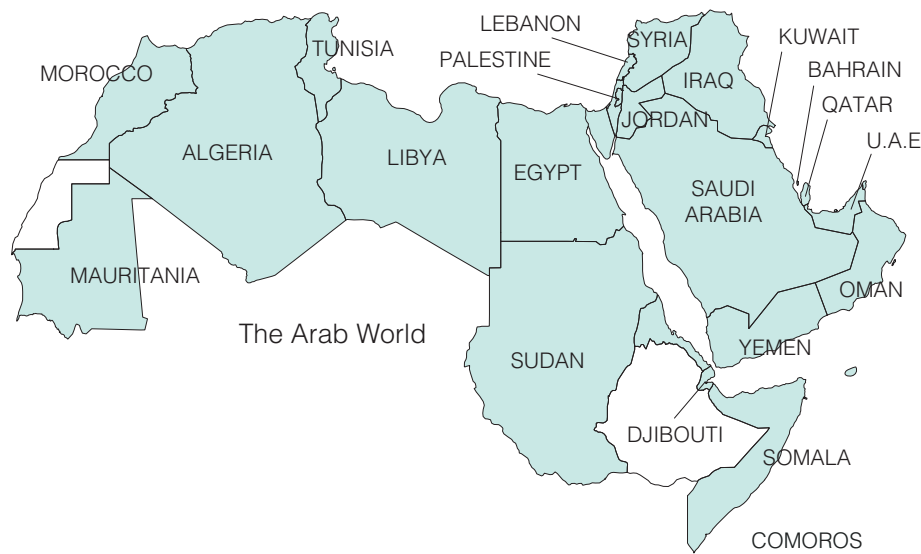 LEBANON
TUNISIA
SYRIA
KUWAIT
MOROCCO
PALESTINE
IRAQ
BAHRAIN
QATAR
JORDAN
U.A.E
ALGERIA
LIBYA
EGYPT
SAUDI
ARABIA
MAURITANIA
OMAN
The Arab World
YEMEN
SUDAN
DJIBOUTI
SOMALA
COMOROS